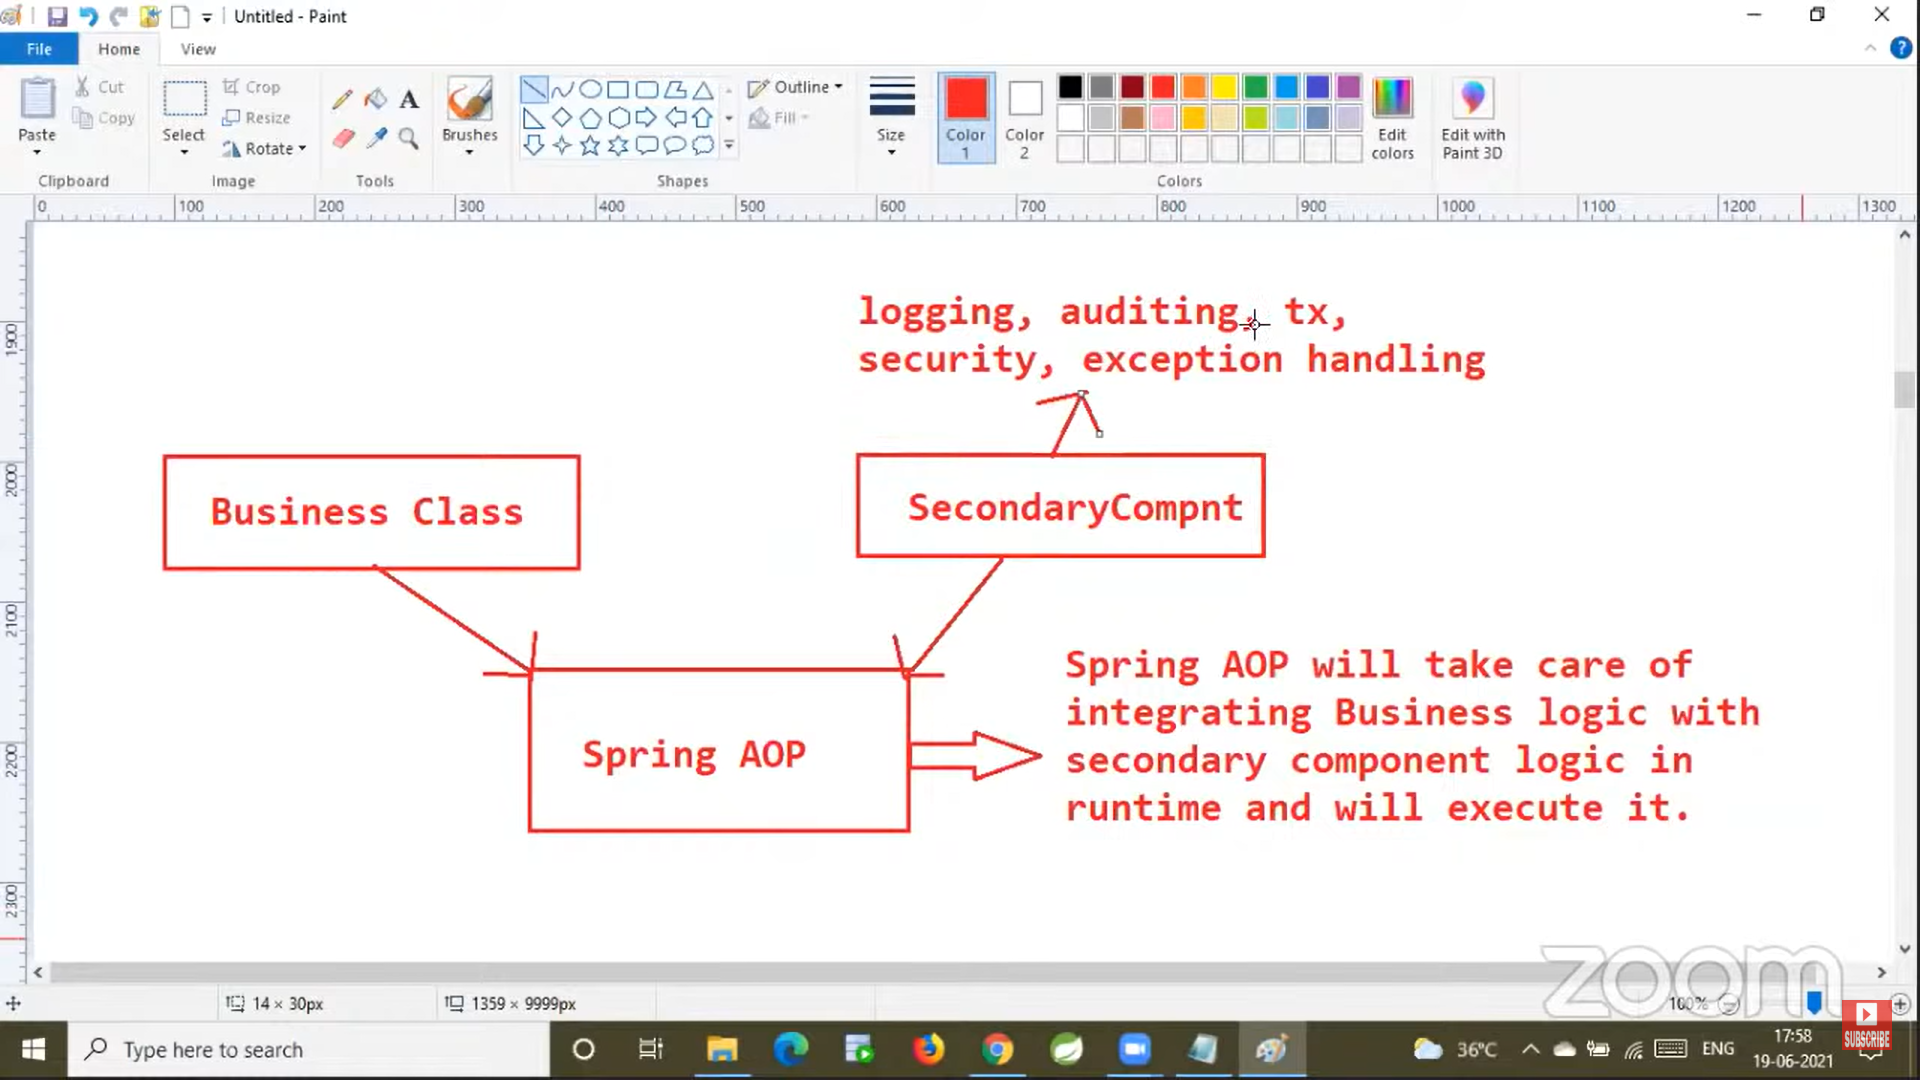 Untitled - Paint
File
Home
View
Paste
Cut
Copy
Clipboard
Select
Crop
Resize
Rotate
Image
Tools
Brushes
Shapes
Outline
Fill
Size
Color 1
Color 2
Edit colors
Colors
Edit with Paint 3D
0 100 200 300 400 500 600 700 800 900 1000 1100 1200 1300
1900
2000
2100
2200
2300
logging, auditing, tx,
security, exception handling
Business Class
SecondaryCompnt
Spring AOP
Spring AOP will take care of
integrating Business logic with
secondary component logic in
runtime and will execute it.
zoom
14 × 30px
1359 × 9999px
100%
SUBSCRIBE
Type here to search
36°C
ENG
17:58
19-06-2021